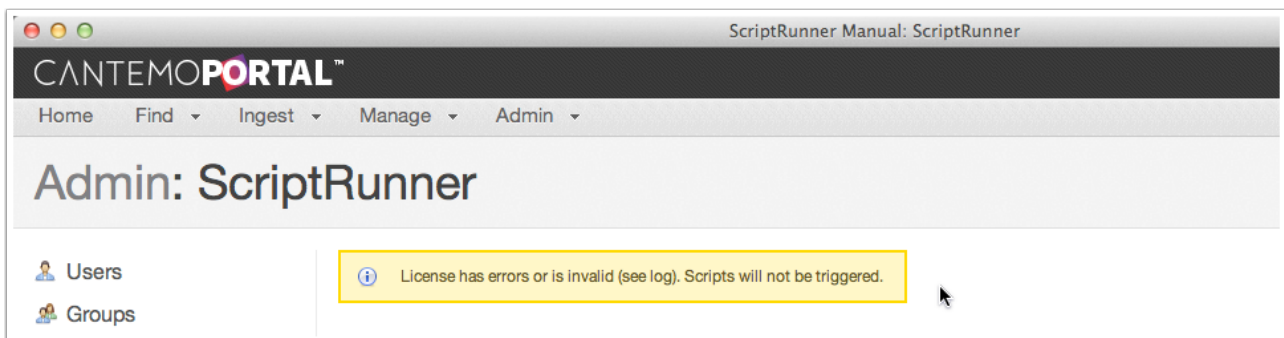 ScriptRunner Manual: ScriptRunner
CΛNTEMOPORTAL™
Home Find Ingest Manage Admin
Admin: ScriptRunner
Users
License has errors or is invalid (see log). Scripts will not be triggered.
Groups